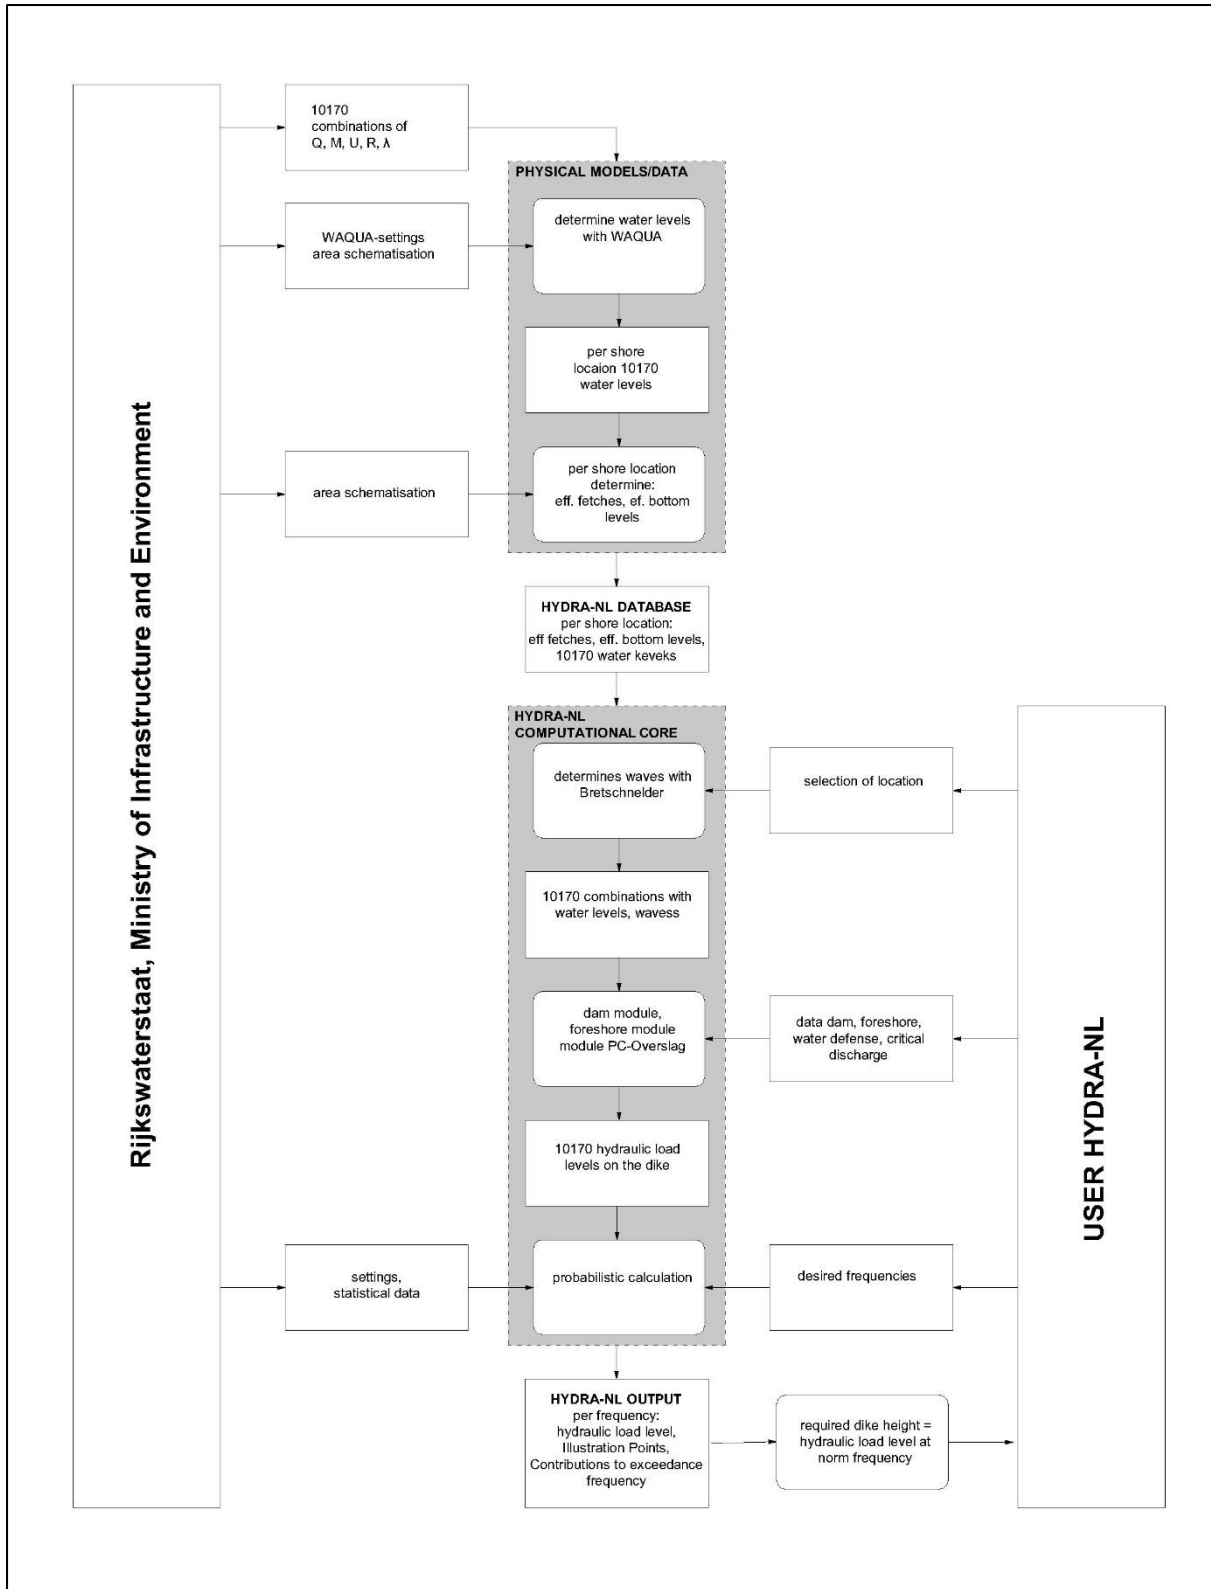 Rijkswaterstaat, Ministry of Infrastructure and Environment
10170
combinations of
Q, M, U, R, λ
PHYSICAL MODELS/DATA
WAQUA-settings
area schematisation
determine water levels
with WAQUA
per shore
locaion 10170
water levels
area schematisation
per shore location
determine:
eff. fetches, ef. bottom
levels
HYDRA-NL DATABASE
per shore location:
eff fetches, eff. bottom levels,
10170 water keveks
HYDRA-NL
COMPUTATIONAL CORE
determines waves with
Bretschnelder
selection of location
10170 combinations with
water levels, wavess
dam module,
foreshore module
module PC-Overslag
data dam, foreshore,
water defense, critical
discharge
10170 hydraulic load
levels on the dike
settings,
statistical data
probabilistic calculation
desired frequencies
USER HYDRA-NL
HYDRA-NL OUTPUT
per frequency:
hydraulic load level,
Illustration Points,
Contributions to exceedance
frequency
required dike height =
hydraulic load level at
norm frequency